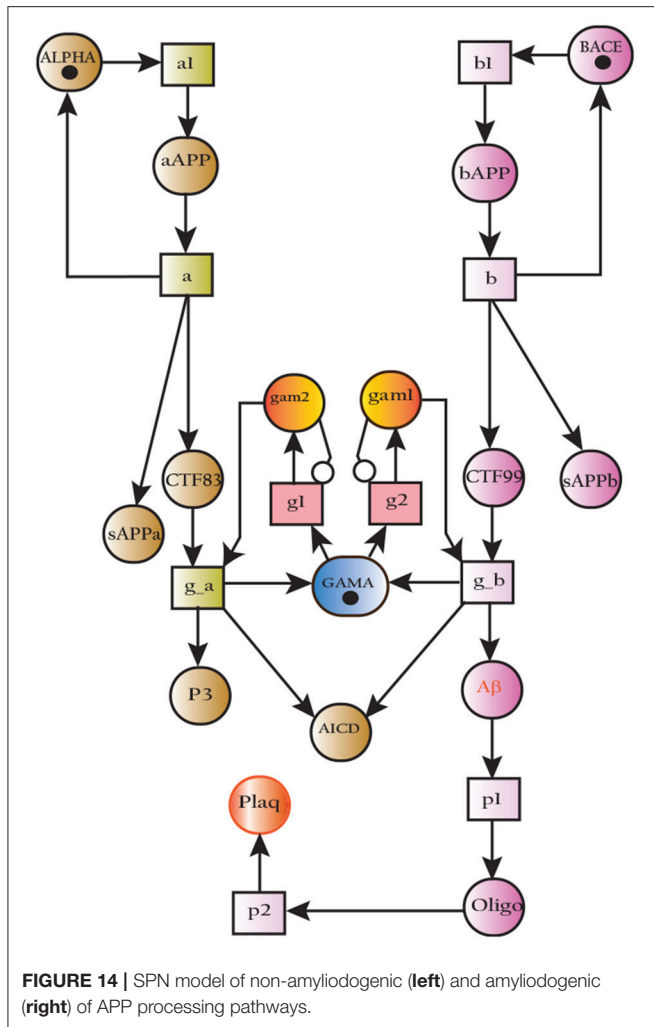 ALPHA
a1
b1
BACE
aAPP
bAPP
a
b
gam2
gam1
CTF83
CTF99
sAPPb
sAPPa
g1
g2
g_a
GAMA
g_b
P3
AICD
Aβ
Plaq
p1
p2
Oligo
FIGURE 14 | SPN model of non-amyliodogenic (left) and amyliodogenic
(right) of APP processing pathways.